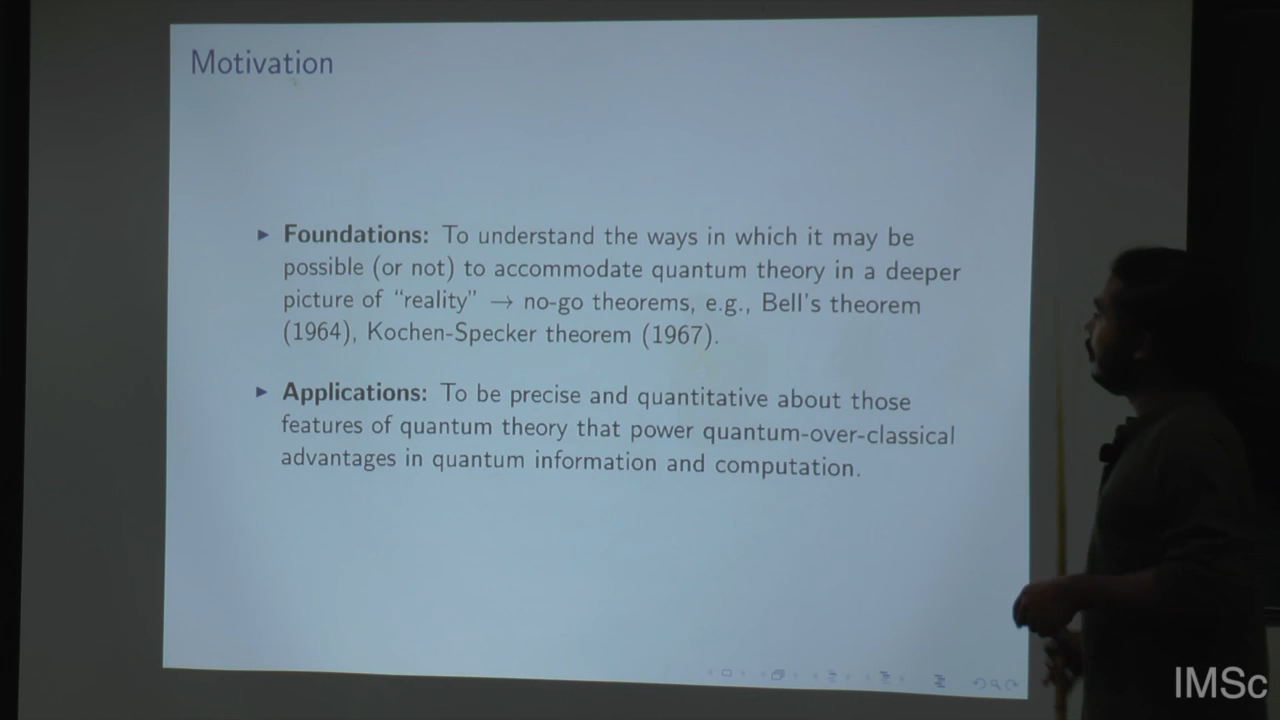 Motivation
▶ Foundations: To understand the ways in which it may be
possible (or not) to accommodate quantum theory in a deeper
picture of “reality” → no-go theorems, e.g., Bell's theorem
(1964), Kochen-Specker theorem (1967).
▶ Applications: To be precise and quantitative about those
features of quantum theory that power quantum-over-classical
advantages in quantum information and computation.
IMSc